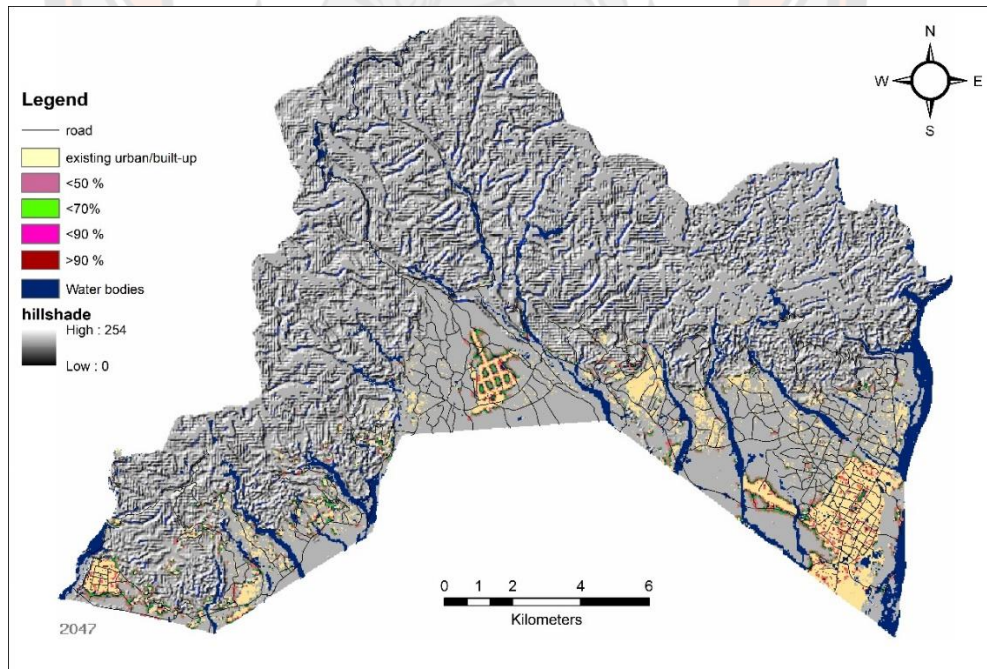 Legend
road
existing urban/built-up
<50 %
<70%
<90 %
>90 %
Water bodies
hillshade
High : 254
Low : 0
N
W E
S
0 1 2 4 6
Kilometers
2047